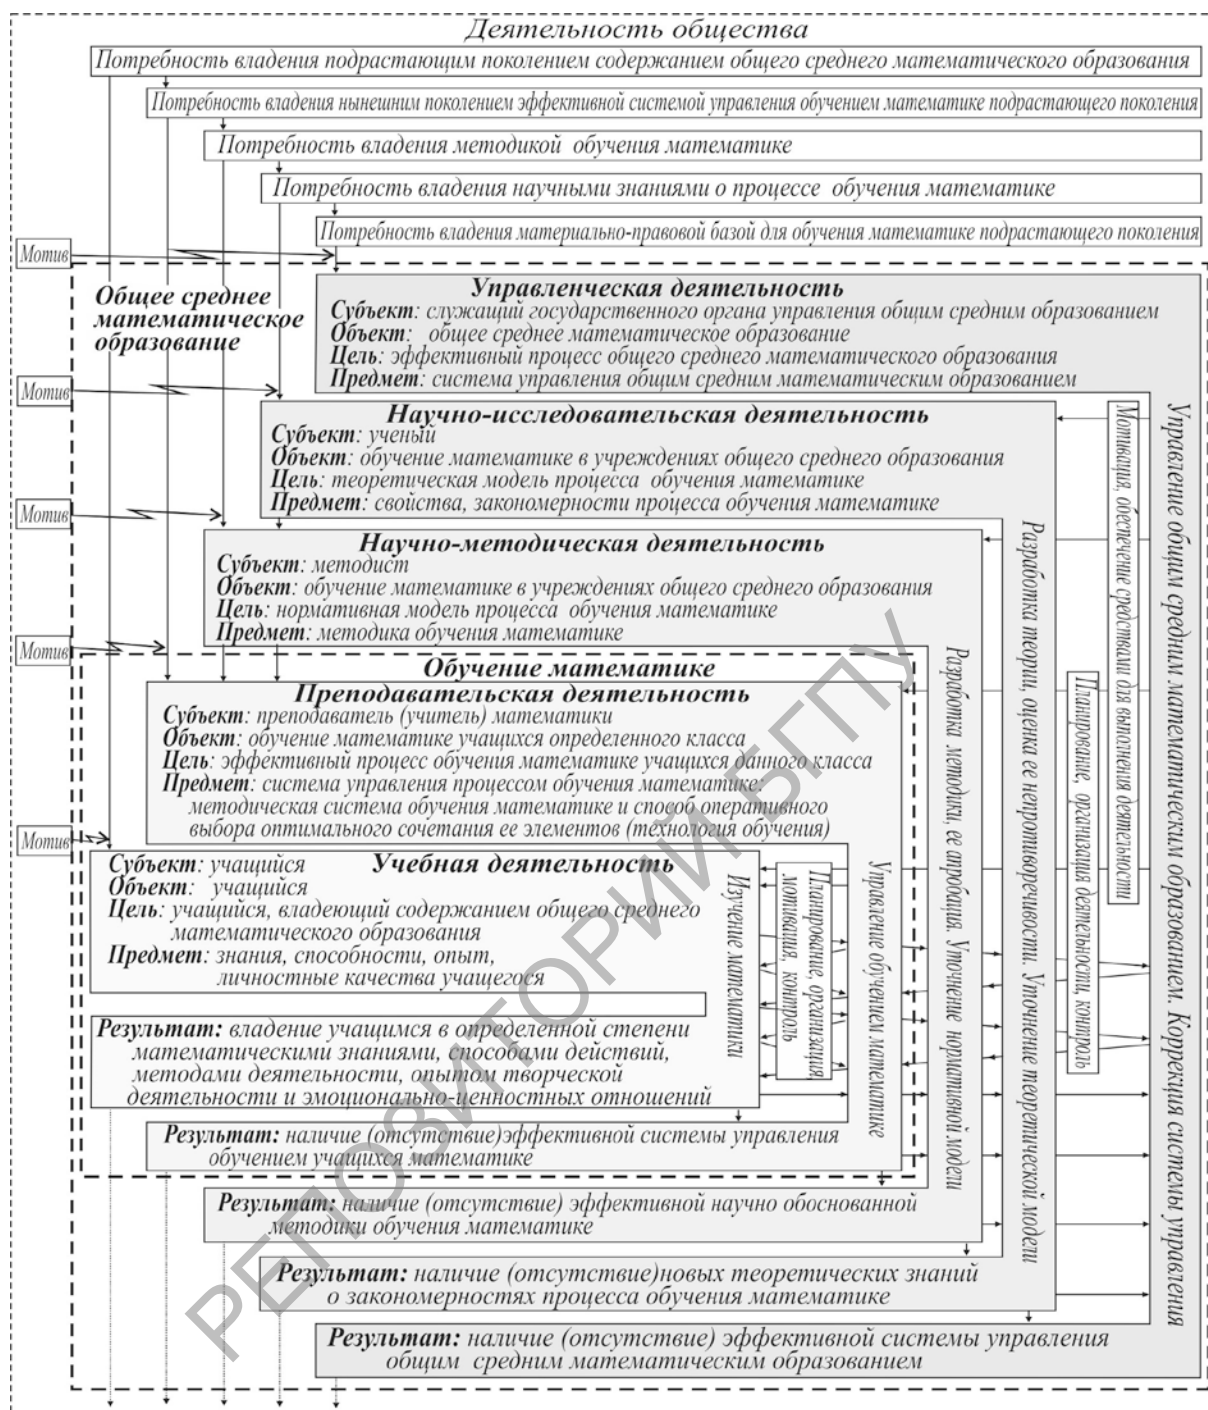 Деятельность общества
Потребность владения подрастающим поколением содержанием общего среднего математического образования
Потребность владения нынешним поколением эффективной системой управления обучением математике подрастающего поколения
Потребность владения методикой обучения математике
Потребность владения научными знаниями о процессе обучения математике
Потребность владения материально-правовой базой для обучения математике подрастающего поколения
Мотив
Общее среднее
математическое
образование
Управленческая деятельность
Субъект: служащий государственного органа управления общим средним образованием
Объект: общее среднее математическое образование
Цель: эффективный процесс общего среднего математического образования
Предмет: система управления общим средним математическим образованием
Мотив
Научно-исследовательская деятельность
Субъект: ученый
Объект: обучение математике в учреждениях общего среднего образования
Цель: теоретическая модель процесса обучения математике
Предмет: свойства, закономерности процесса обучения математике
Мотив
Научно-методическая деятельность
Субъект: методист
Объект: обучение математике в учреждениях общего среднего образования
Цель: нормативная модель процесса обучения математике
Предмет: методика обучения математике
Мотив
Обучение математике
Преподавательская деятельность
Субъект: преподаватель (учитель) математики
Объект: обучение математике учащихся определенного класса
Цель: эффективный процесс обучения математике учащихся данного класса
Предмет: система управления процессом обучения математике:
методическая система обучения математике и способ оперативного
выбора оптимального сочетания ее элементов (технология обучения)
Мотив
Учебная деятельность
Субъект: учащийся
Объект: учащийся
Цель: учащийся, владеющий содержанием общего среднего
математического образования
Предмет: знания, способности, опыт,
личностные качества учащегося
Результат: владение учащимся в определенной степени
математическими знаниями, способами действий,
методами деятельности, опытом творческой
деятельности и эмоционально-ценностных отношений
Изучение математики
Планирование, организация,
мотивация, контроль
Управление обучением математике
Разработка методики, ее апробация. Уточнение нормативной модели
Разработка теории, оценка ее непротиворечивости. Уточнение теоретической модели
Планирование, организация деятельности, контроль
Мотивация, обеспечение средствами для выполнения деятельности
Управление общим средним математическим образованием. Коррекция системы управления
Результат: наличие (отсутствие)эффективной системы управления
обучением учащихся математике
Результат: наличие (отсутствие) эффективной научно обоснованной
методики обучения математике
Результат: наличие (отсутствие)новых теоретических знаний
о закономерностях процесса обучения математике
Результат: наличие (отсутствие) эффективной системы управления
общим средним математическим образованием
РЕПОЗИТОРИЙ БГПУ